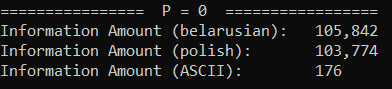 ================  P = 0  =================
Information Amount (belarusian):   105,842
Information Amount (polish):   103,774
Information Amount (ASCII):    176